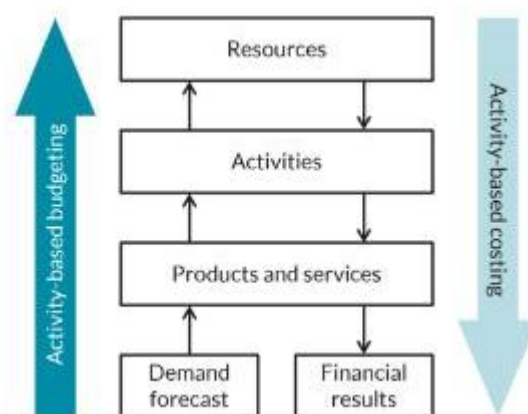 Activity-based budgeting
Resources
Activities
Products and services
Demand
forecast
Financial
results
Activity-based costing